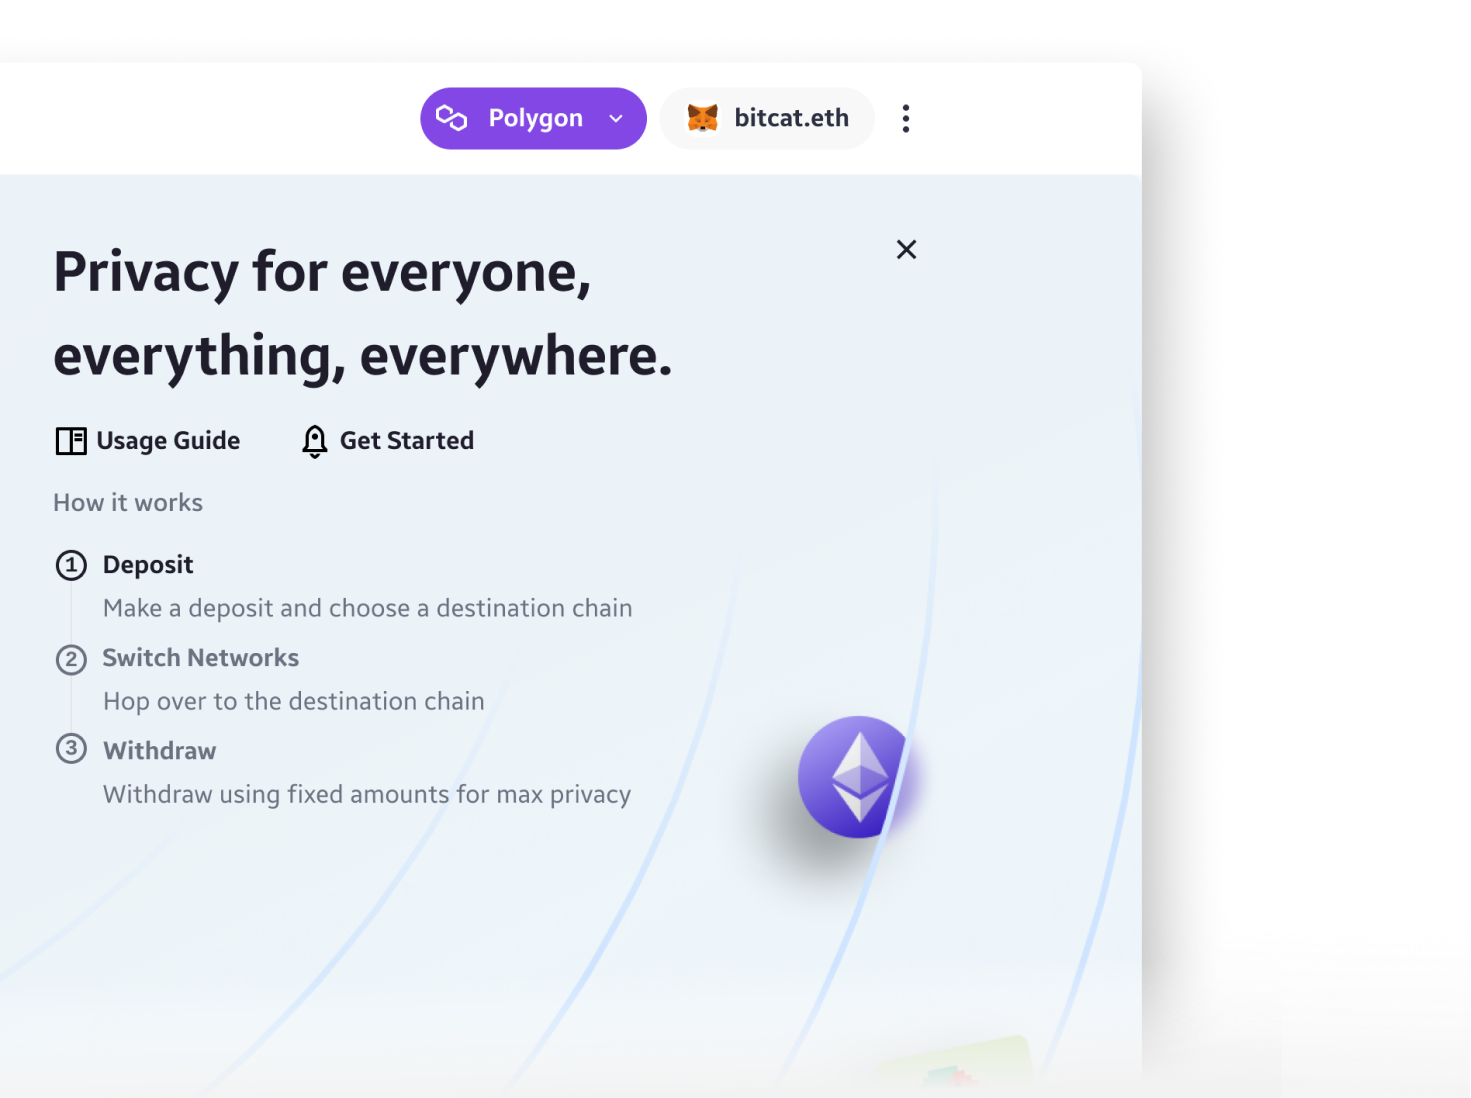 Polygon
bitcat.eth
Privacy for everyone,
everything, everywhere.
Usage Guide
Get Started
How it works
1 Deposit
Make a deposit and choose a destination chain
2 Switch Networks
Hop over to the destination chain
3 Withdraw
Withdraw using fixed amounts for max privacy